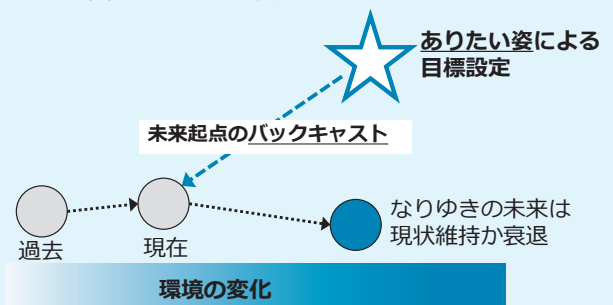 ありたい姿による
目標設定
未来起点のバックキャスト
なりゆきの未来は
現状維持か衰退
過去
現在
環境の変化